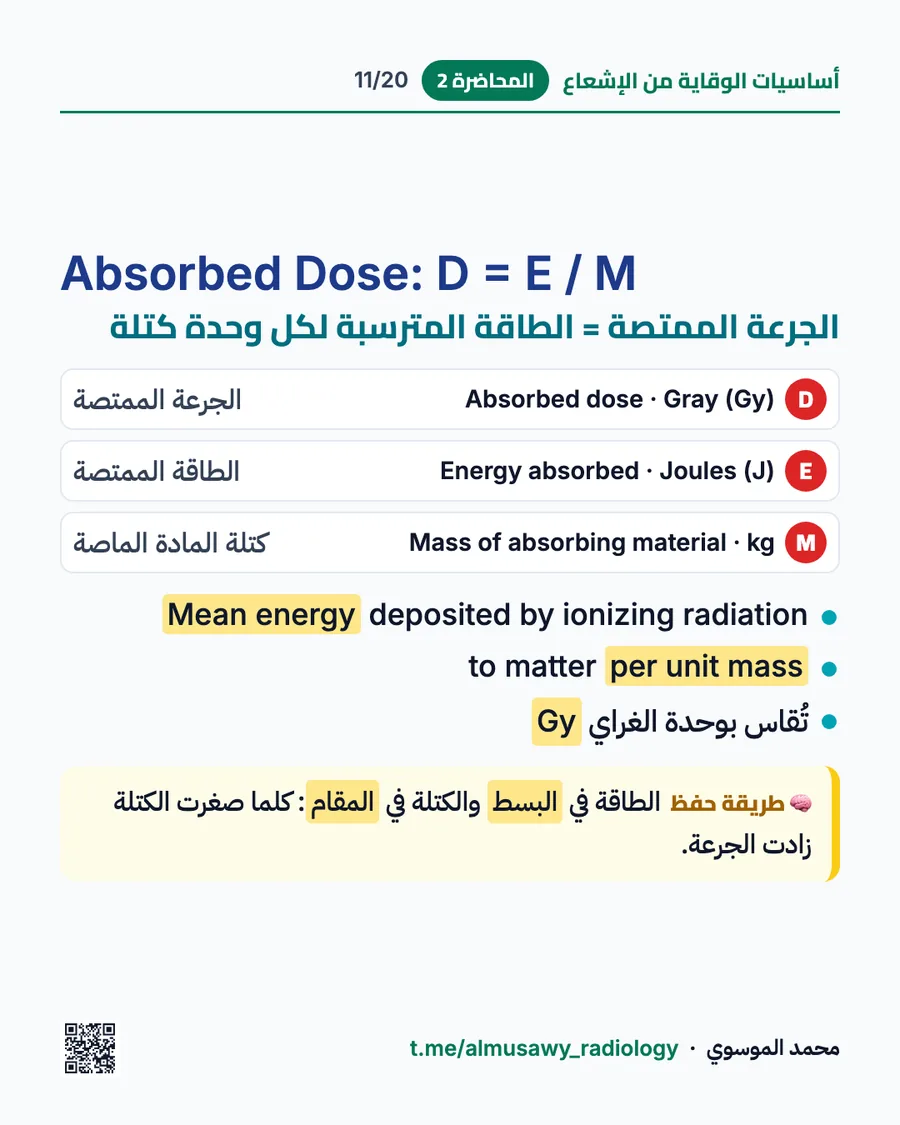 أساسيات الوقاية من الإشعاع المحاضرة 2 11/20
Absorbed Dose: D = E / M
الجرعة الممتصة = الطاقة المترسبة لكل وحدة كتلة
D Absorbed dose · Gray (Gy) الجرعة الممتصة
E Energy absorbed · Joules (J) الطاقة الممتصة
M Mass of absorbing material · kg كتلة المادة الماصة
Mean energy deposited by ionizing radiation
to matter per unit mass
تُقاس بوحدة الغراي Gy
🧠 طريقة حفظ الطاقة في البسط والكتلة في المقام: كلما صغرت الكتلة
زادت الجرعة.
محمد الموسوي · t.me/almusawy_radiology